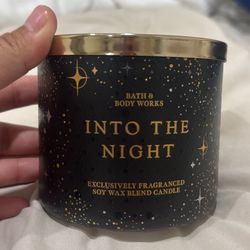 BATH &
BODY WORKS
INTO THE
NIGHT
EXCLUSIVELY FRAGRANCED
SOY WAX BLEND CANDLE